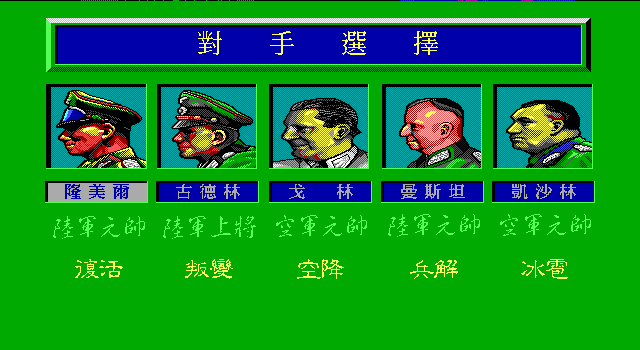 對手選擇
隆美爾 古德林 戈林 曼斯坦 凱沙林
陸軍元帥 陸軍上將 空軍元帥 陸軍元帥 空軍元帥
復活 叛變 空降 兵解 冰雹